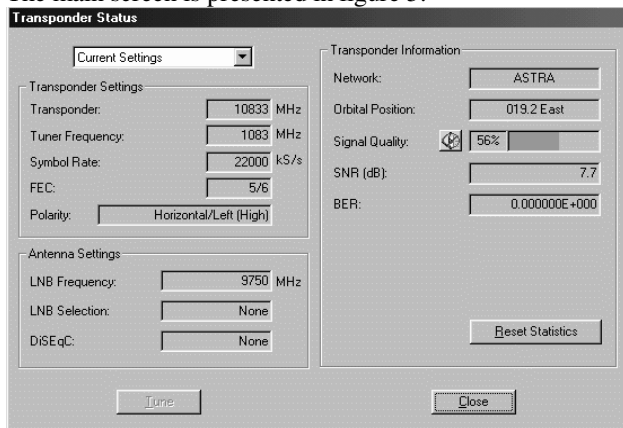 The main screen is presented in figure 3.
Transponder Status
Current Settings
Transponder Settings
Transponder: 10833 MHz
Tuner Frequency: 1083 MHz
Symbol Rate: 22000 kS/s
FEC: 5/6
Polarity: Horizontal/Left (High)
Antenna Settings
LNB Frequency: 9750 MHz
LNB Selection: None
DiSEqC: None
Tune
Transponder Information
Network: ASTRA
Orbital Position: 019.2 East
Signal Quality: 56%
SNR (dB): 7.7
BER: 0.000000E+000
Reset Statistics
Close